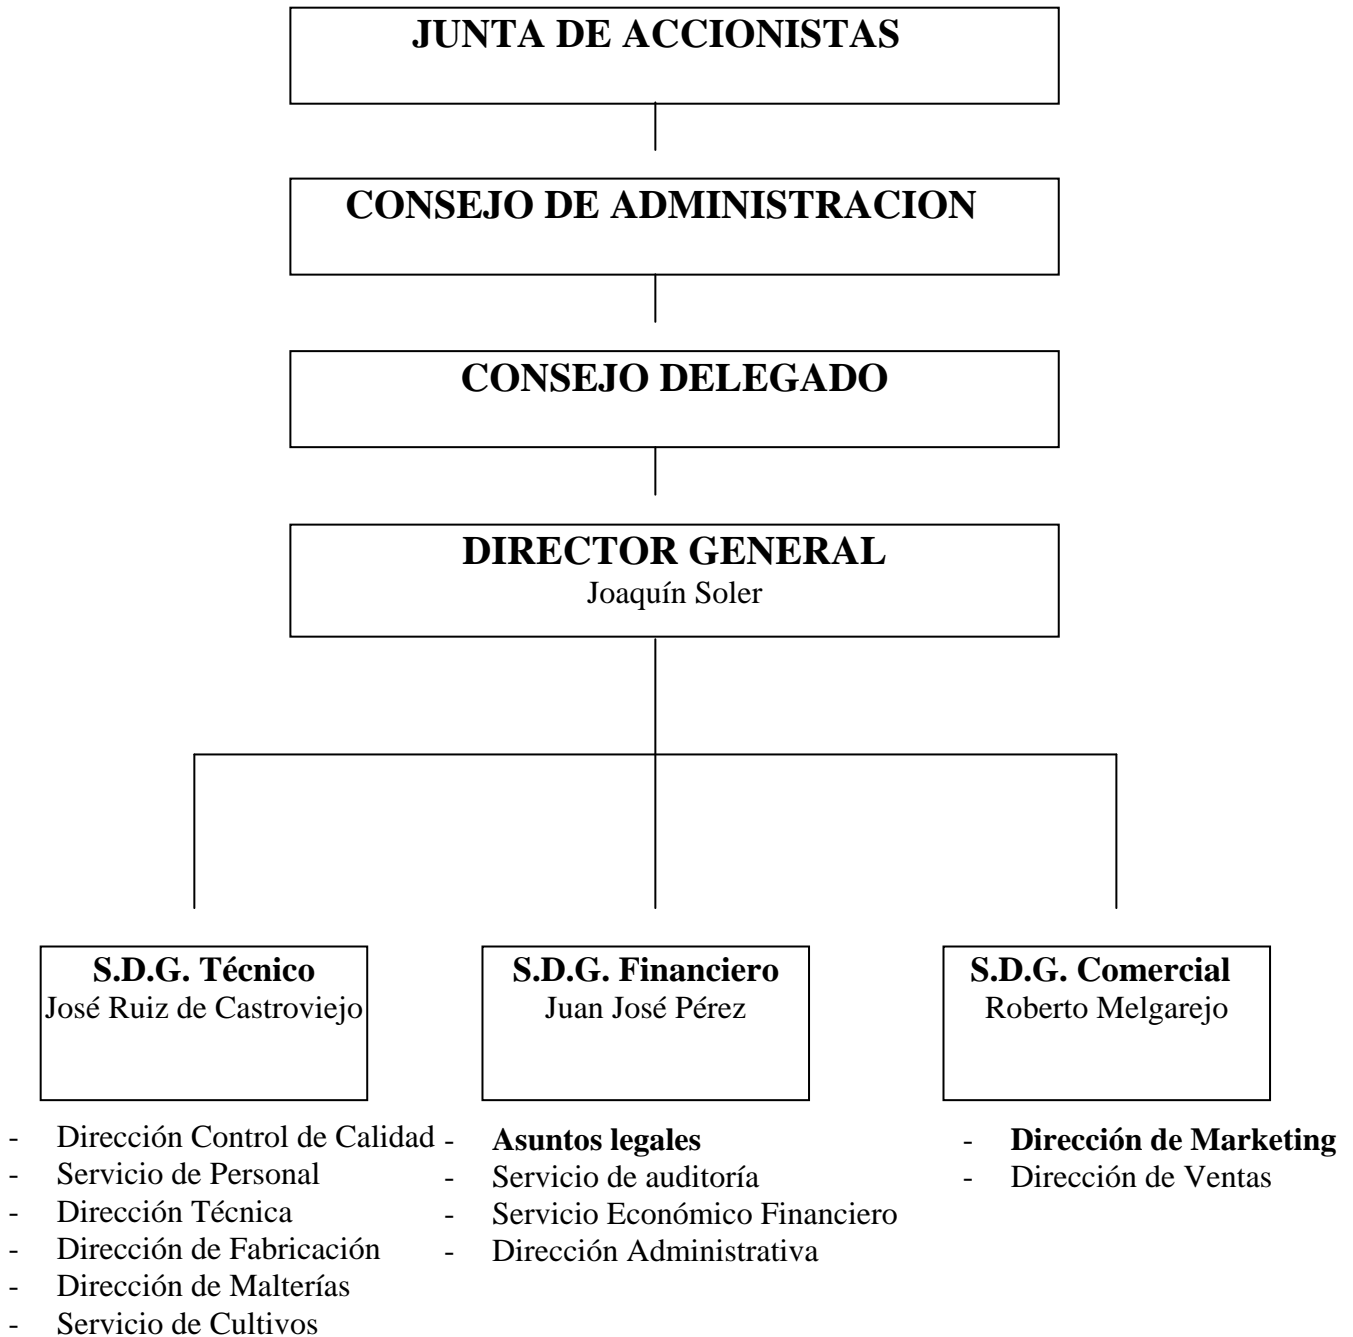 JUNTA DE ACCIONISTAS
CONSEJO DE ADMINISTRACION
CONSEJO DELEGADO
DIRECTOR GENERAL
Joaquín Soler
S.D.G. Técnico
José Ruiz de Castroviejo
- Dirección Control de Calidad
- Servicio de Personal
- Dirección Técnica
- Dirección de Fabricación
- Dirección de Malterías
- Servicio de Cultivos
S.D.G. Financiero
Juan José Pérez
- Asuntos legales
- Servicio de auditoría
- Servicio Económico Financiero
- Dirección Administrativa
S.D.G. Comercial
Roberto Melgarejo
- Dirección de Marketing
- Dirección de Ventas